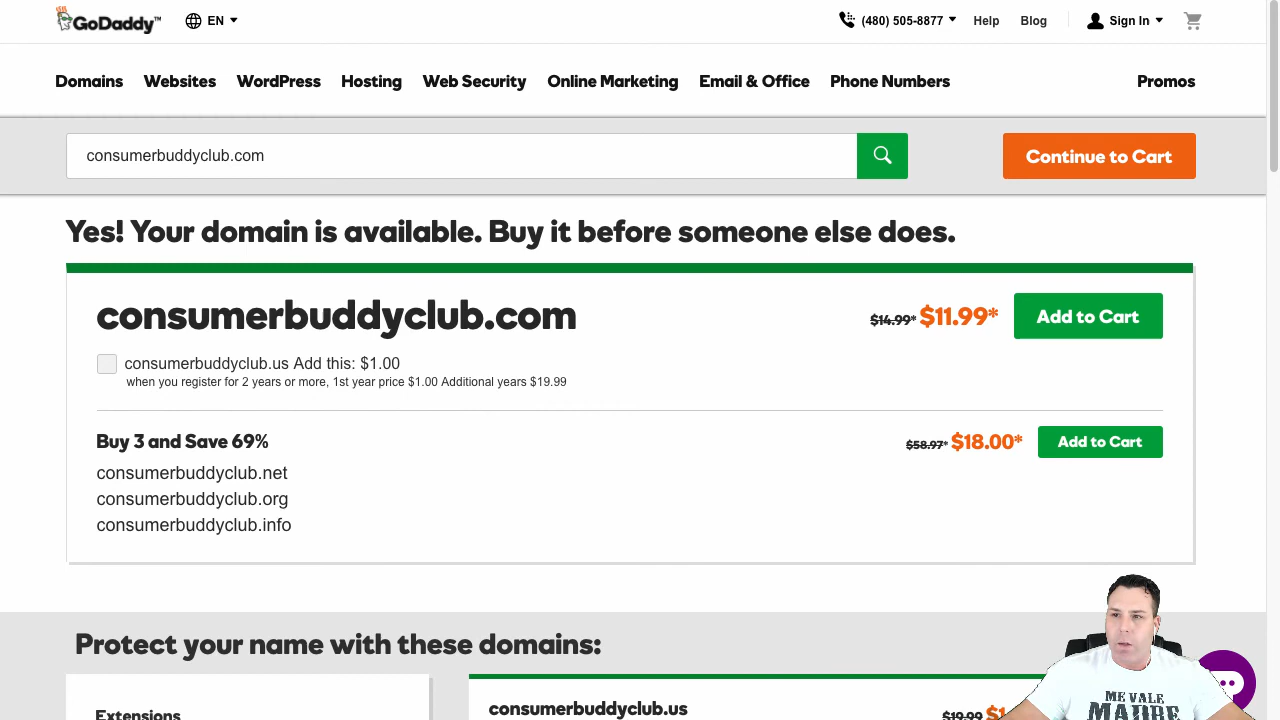 GoDaddy™
EN
(480) 505-8877
Help
Blog
Sign In
Domains
Websites
WordPress
Hosting
Web Security
Online Marketing
Email & Office
Phone Numbers
Promos
consumerbuddyclub.com
Continue to Cart
Yes! Your domain is available. Buy it before someone else does.
consumerbuddyclub.com
$14.99* $11.99*
Add to Cart
consumerbuddyclub.us Add this: $1.00
when you register for 2 years or more, 1st year price $1.00 Additional years $19.99
Buy 3 and Save 69%
$58.97* $18.00*
Add to Cart
consumerbuddyclub.net
consumerbuddyclub.org
consumerbuddyclub.info
Protect your name with these domains:
Extensions
consumerbuddyclub.us
$19.99
ME VALE
MADRE